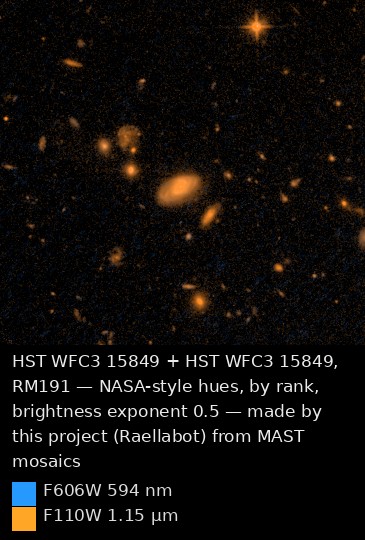 HST WFC3 15849 + HST WFC3 15849,
RM191 — NASA-style hues, by rank,
brightness exponent 0.5 — made by
this project (Raellabot) from MAST
mosaics
F606W 594 nm
F110W 1.15 µm